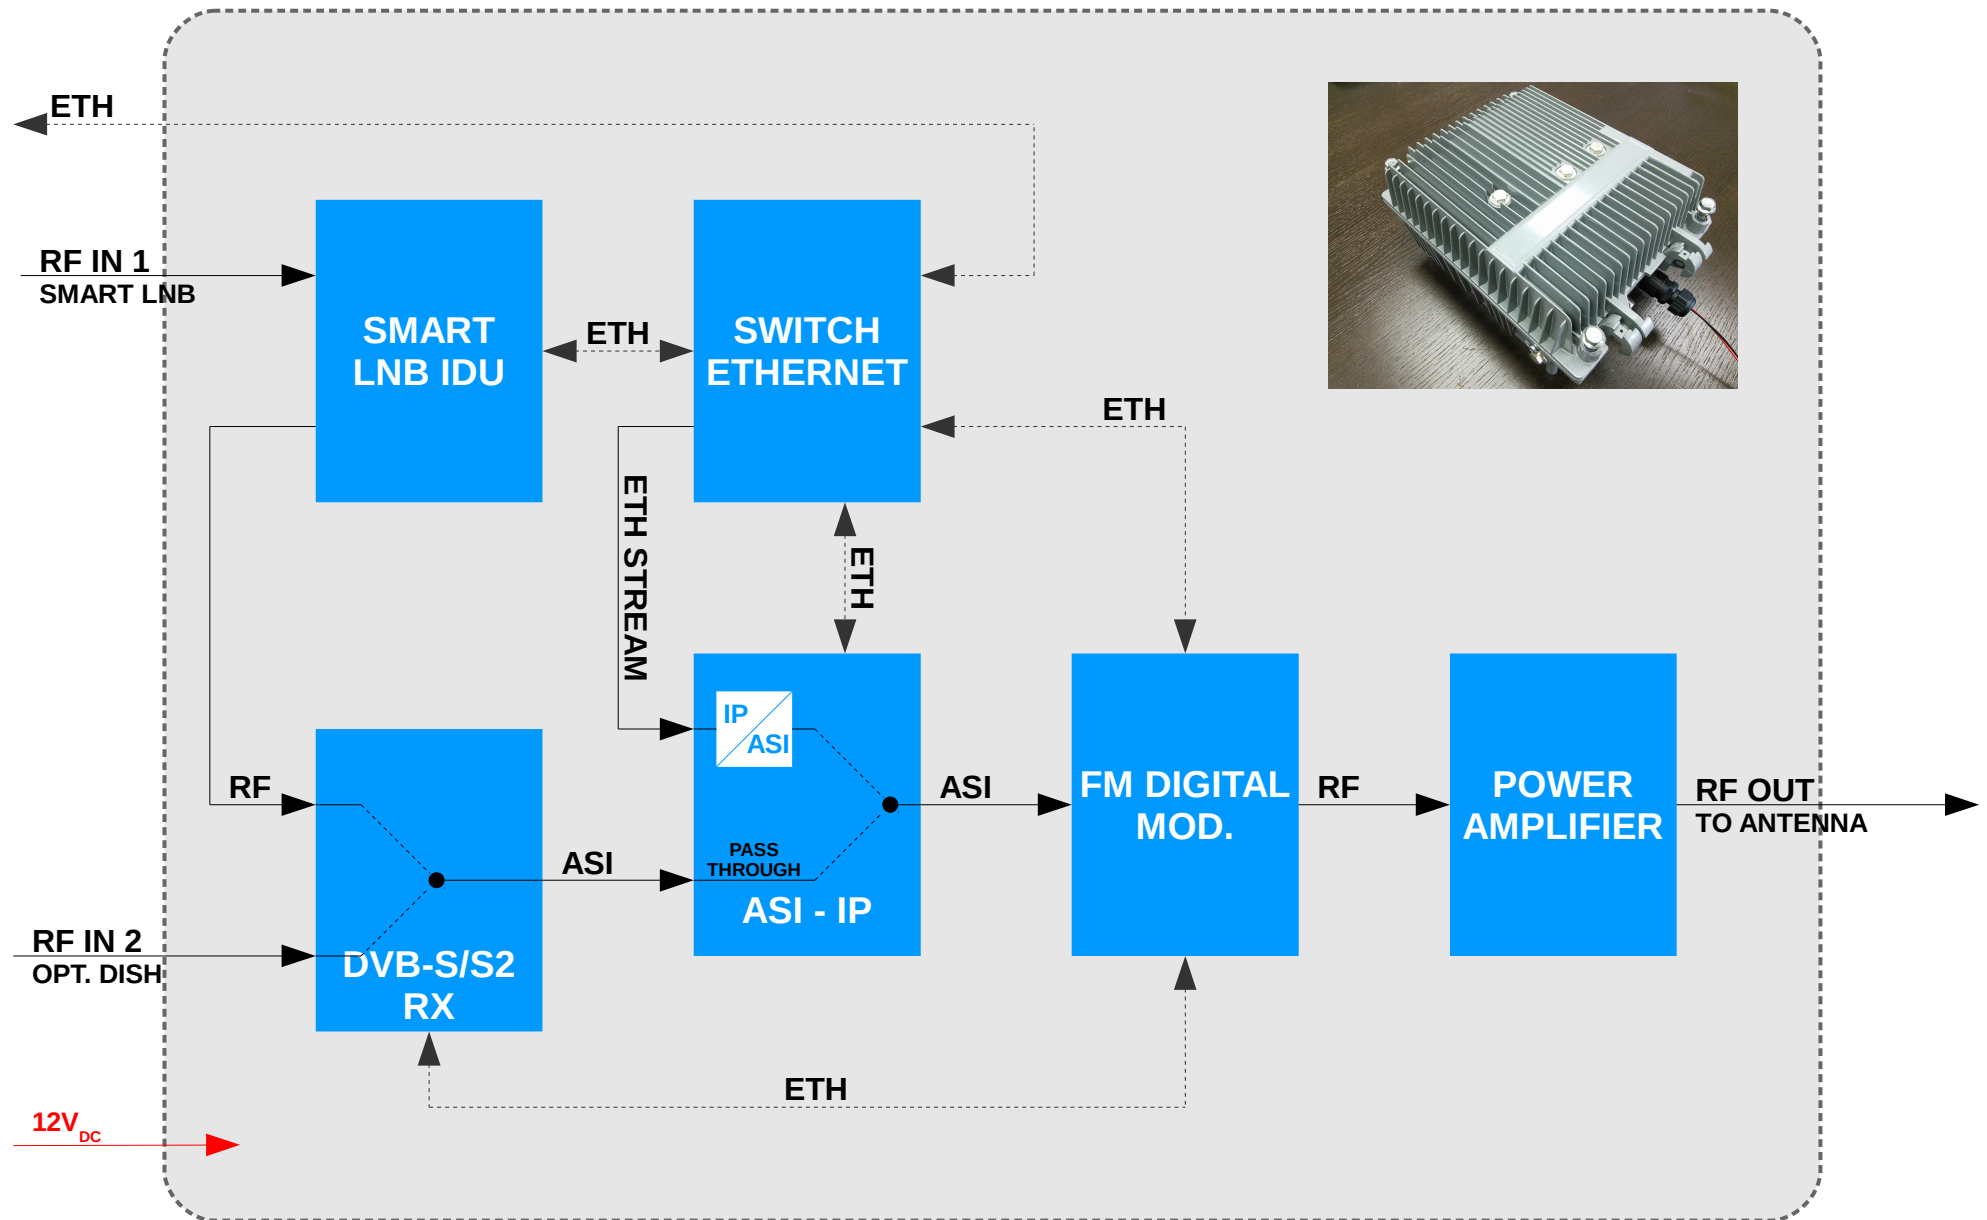 ETH
RF IN 1
SMART LNB
SMART
LNB IDU
ETH
SWITCH
ETHERNET
ETH
ETH STREAM
ETH
IP
ASI
RF
ASI
PASS
THROUGH
ASI - IP
ASI
FM DIGITAL
MOD.
RF
POWER
AMPLIFIER
RF OUT
TO ANTENNA
RF IN 2
OPT. DISH
DVB-S/S2
RX
ETH
12VDC